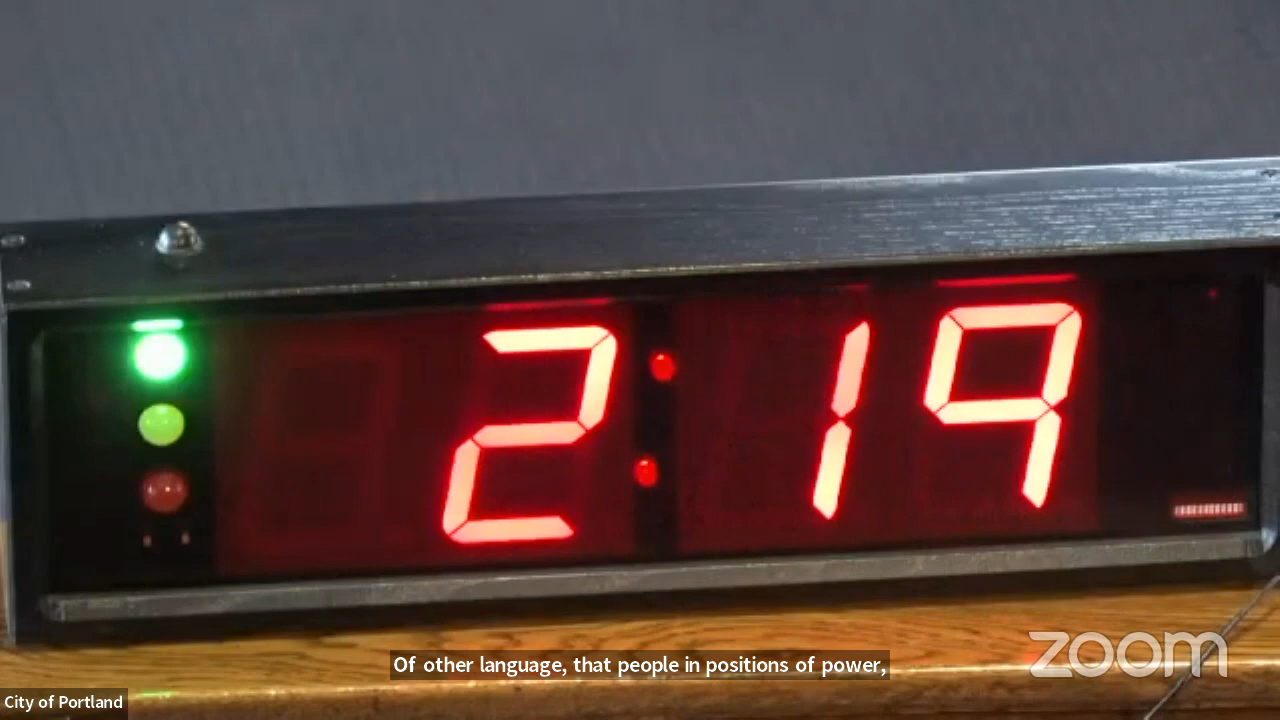 2:19
Of other language, that people in positions of power,
zoom
City of Portland